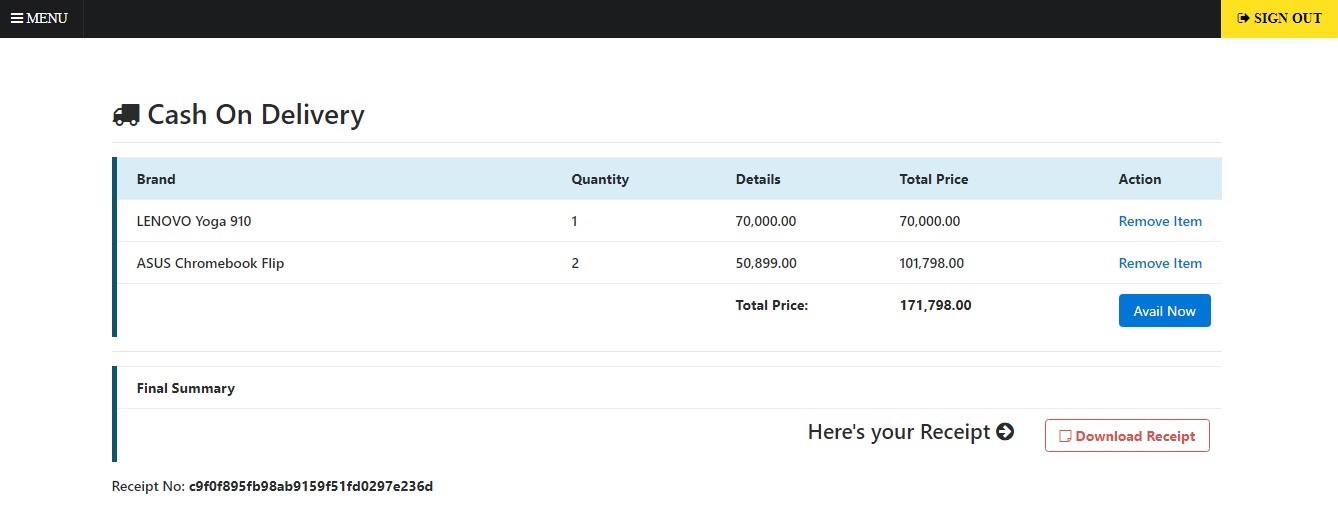 MENU SIGN OUT
Cash On Delivery
Brand Quantity Details Total Price Action
LENOVO Yoga 910 1 70,000.00 70,000.00 Remove Item
ASUS Chromebook Flip 2 50,899.00 101,798.00 Remove Item
Total Price: 171,798.00 Avail Now
Final Summary
Here's your Receipt Download Receipt
Receipt No: c9f0f895fb98ab9159f51fd0297e236d